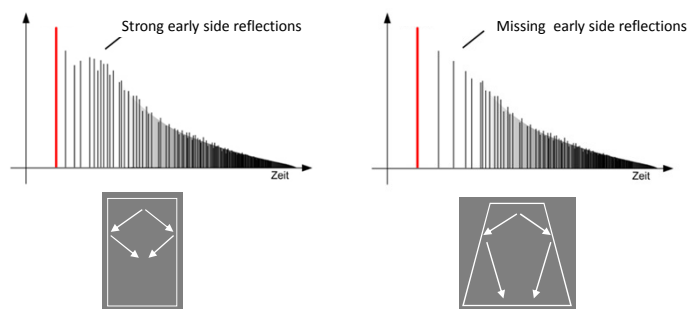 Strong early side reflections
Zeit
Missing  early side reflections
Zeit